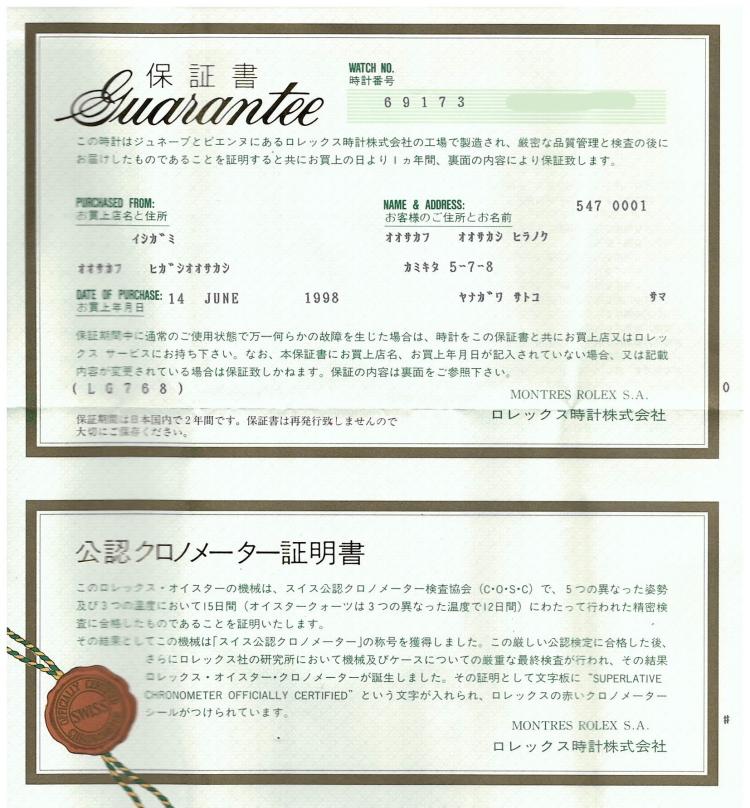 保証書
Guarantee
WATCH NO.
時計番号
69173
この時計はジュネーブとビエンヌにあるロレックス時計株式会社の工場で製造され、厳密な品質管理と検査の後に
お届けしたものであることを証明すると共にお買上の日より1ヵ年間、裏面の内容により保証致します。
PURCHASED FROM:
お買上店名と住所
NAME & ADDRESS:
お客様のご住所とお名前
547 0001
イシガミ
オオサカフ オオサカシ ヒラノク
オオサカフ ヒガシオオサカシ
カミキタ 5-7-8
DATE OF PURCHASE: 14 JUNE 1998
お買上年月日
ヤナガワ サトコ サマ
保証期間中に通常のご使用状態で万一何らかの故障を生じた場合は、時計をこの保証書と共にお買上店又はロレッ
クス サービスにお持ち下さい。なお、本保証書にお買上店名、お買上年月日が記入されていない場合、又は記載
内容が変更されている場合は保証致しかねます。保証の内容は裏面をご参照下さい。
(LG768)
MONTRES ROLEX S.A.
ロレックス時計株式会社
O
保証期間は日本国内で2年間です。保証書は再発行致しませんので
大切にご保存ください。
公認クロノメーター証明書
このロレックス・オイスターの機械は、スイス公認クロノメーター検査協会(C・O・S・C)で、5つの異なった姿勢
及び3つの温度において15日間(オイスタークォーツは3つの異なった温度で12日間)にわたって行われた精密検
査に合格したものであることを証明いたします。
その結果としてこの機械は「スイス公認クロノメーター」の称号を獲得しました。この厳しい公認検定に合格した後、
さらにロレックス社の研究所において機械及びケースについての厳重な最終検査が行われ、その結果
ロレックス・オイスター・クロノメーターが誕生しました。その証明として文字板に "SUPERLATIVE
CHRONOMETER OFFICIALLY CERTIFIED" という文字が入れられ、ロレックスの赤いクロノメーター
シールがつけられています。
OFFICIALLY CERTIFIED
SWISS
CHRONOMETER
MONTRES ROLEX S.A.
ロレックス時計株式会社
#